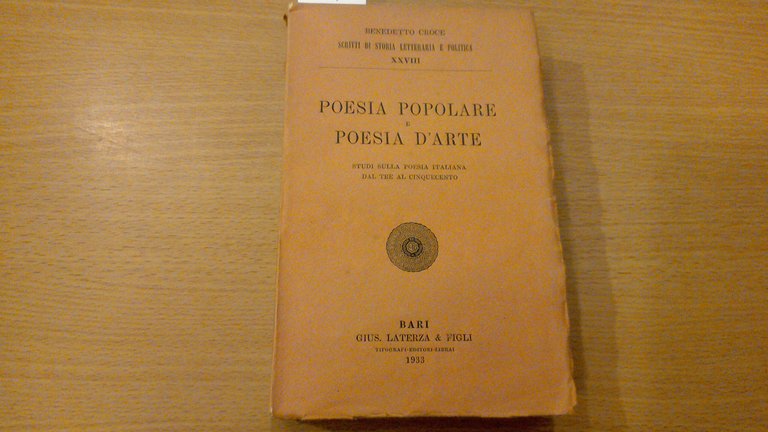 BENEDETTO CROCE
SCRITTI DI STORIA LETTERARIA E POLITICA
XXVIII
POESIA POPOLARE
E
POESIA D'ARTE
STUDI SULLA POESIA ITALIANA
DAL TRE AL CINQUECENTO
BARI
GIUS. LATERZA & FIGLI
TIPOGRAFI-EDITORI-LIBRAI
1933